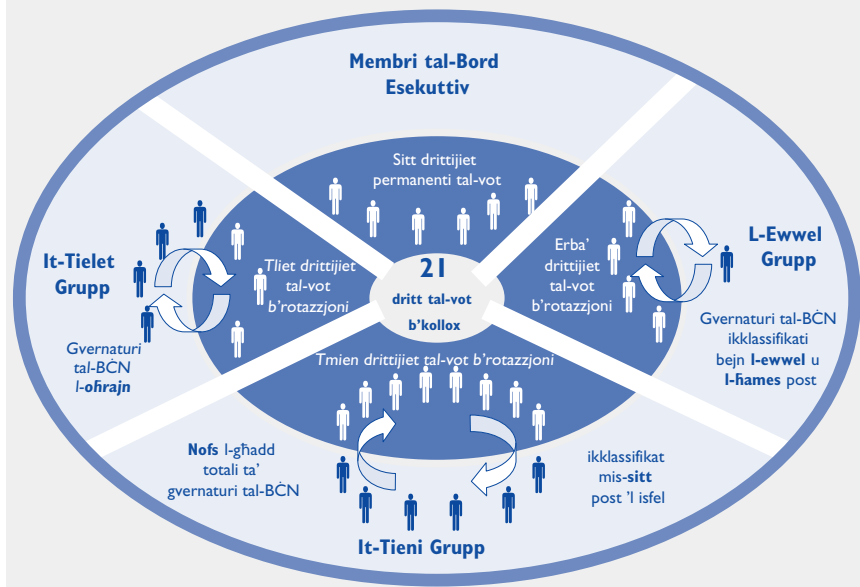 Membri tal-Bord
Esekuttiv
Sitt drittijiet
permanenti tal-vot
L-Ewwel
Grupp
Erba'
drittijiet
tal-vot
b'rotazzjoni
Gvernaturi tal-BĊN
ikklassifikati
bejn l-ewwel u
l-ħames post
It-Tielet
Grupp
Tliet drittijiet
tal-vot
b'rotazzjoni
Gvernaturi
tal-BĊN
l-oħrajn
21
dritt tal-vot
b'kollox
Tmien drittijiet tal-vot b'rotazzjoni
Nofs l-għadd
totali ta'
gvernaturi tal-BĊN
ikklassifikat
mis-sitt
post 'l isfel
It-Tieni Grupp